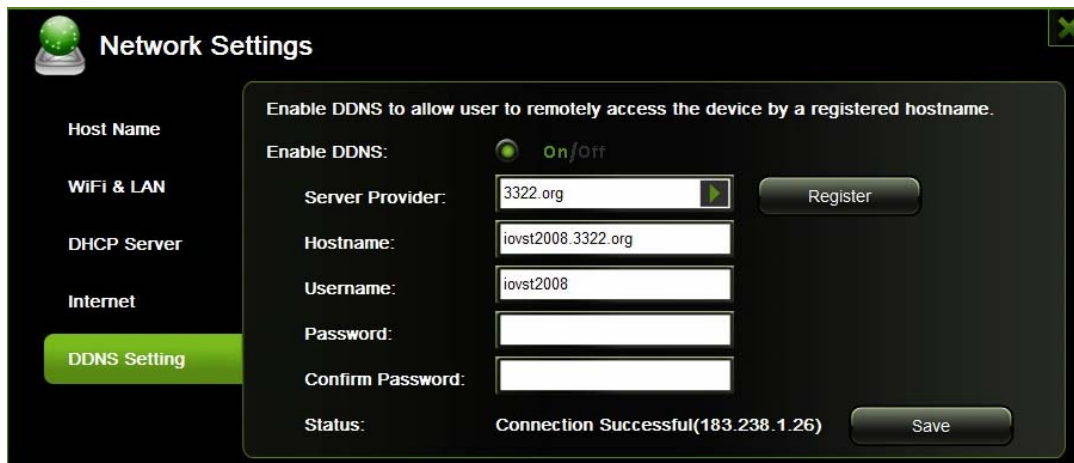 Network Settings
Host Name
WiFi & LAN
DHCP Server
Internet
DDNS Setting
Enable DDNS to allow user to remotely access the device by a registered hostname.
Enable DDNS: On/Off
Server Provider: 3322.org Register
Hostname: iovst2008.3322.org
Username: iovst2008
Password:
Confirm Password:
Status: Connection Successful(183.238.1.26) Save